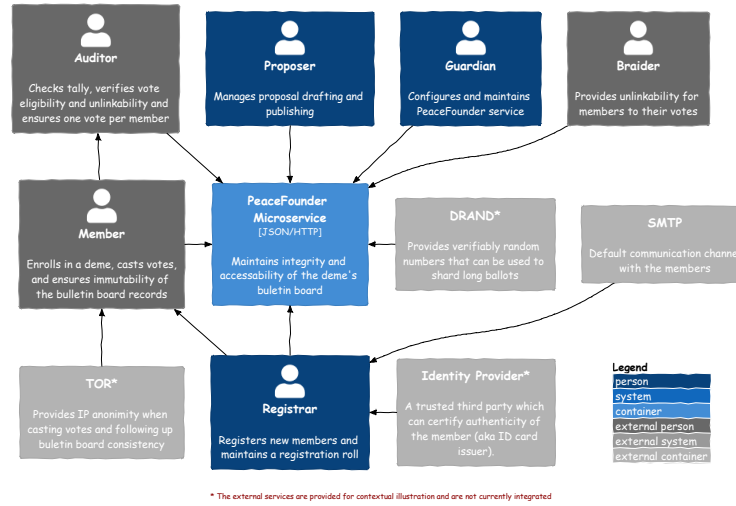 Auditor
Checks tally, verifies vote
eligibility and unlinkability and
ensures one vote per member
Proposer
Manages proposal drafting and
publishing
Guardian
Configures and maintains
PeaceFounder service
Braider
Provides unlinkability for
members to their votes
Member
Enrolls in a deme, casts votes,
and ensures immutability of
the bulletin board records
PeaceFounder
Microservice
[JSON/HTTP]
Maintains integrity and
accessability of the deme's
buletin board
DRAND*
Provides verifiably random
numbers that can be used to
shard long ballots
SMTP
Default communication channe
with the members
TOR*
Provides IP anonimity when
casting votes and following up
buletin board consistency
Registrar
Registers new members and
maintains a registration roll
Identity Provider*
A trusted third party which
can certify authenticity of
the member (aka ID card
issuer).
Legend
person
system
container
external person
external system
external container
* The external services are provided for contextual illustration and are not currently integrated